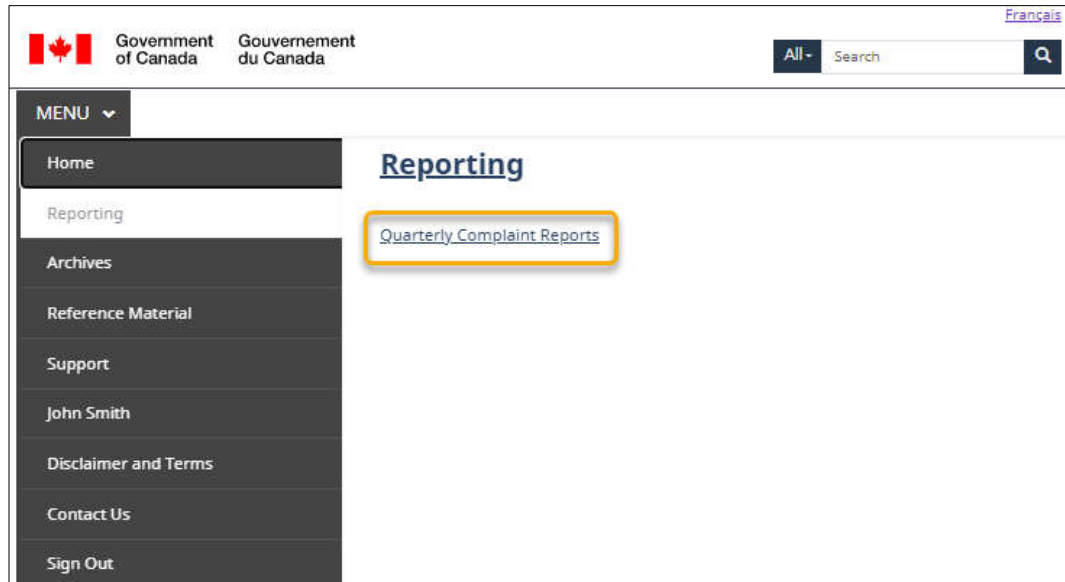 Français
Government Gouvernement
of Canada du Canada
All Search
MENU
Home
Reporting
Archives
Reference Material
Support
John Smith
Disclaimer and Terms
Contact Us
Sign Out
Reporting
Quarterly Complaint Reports